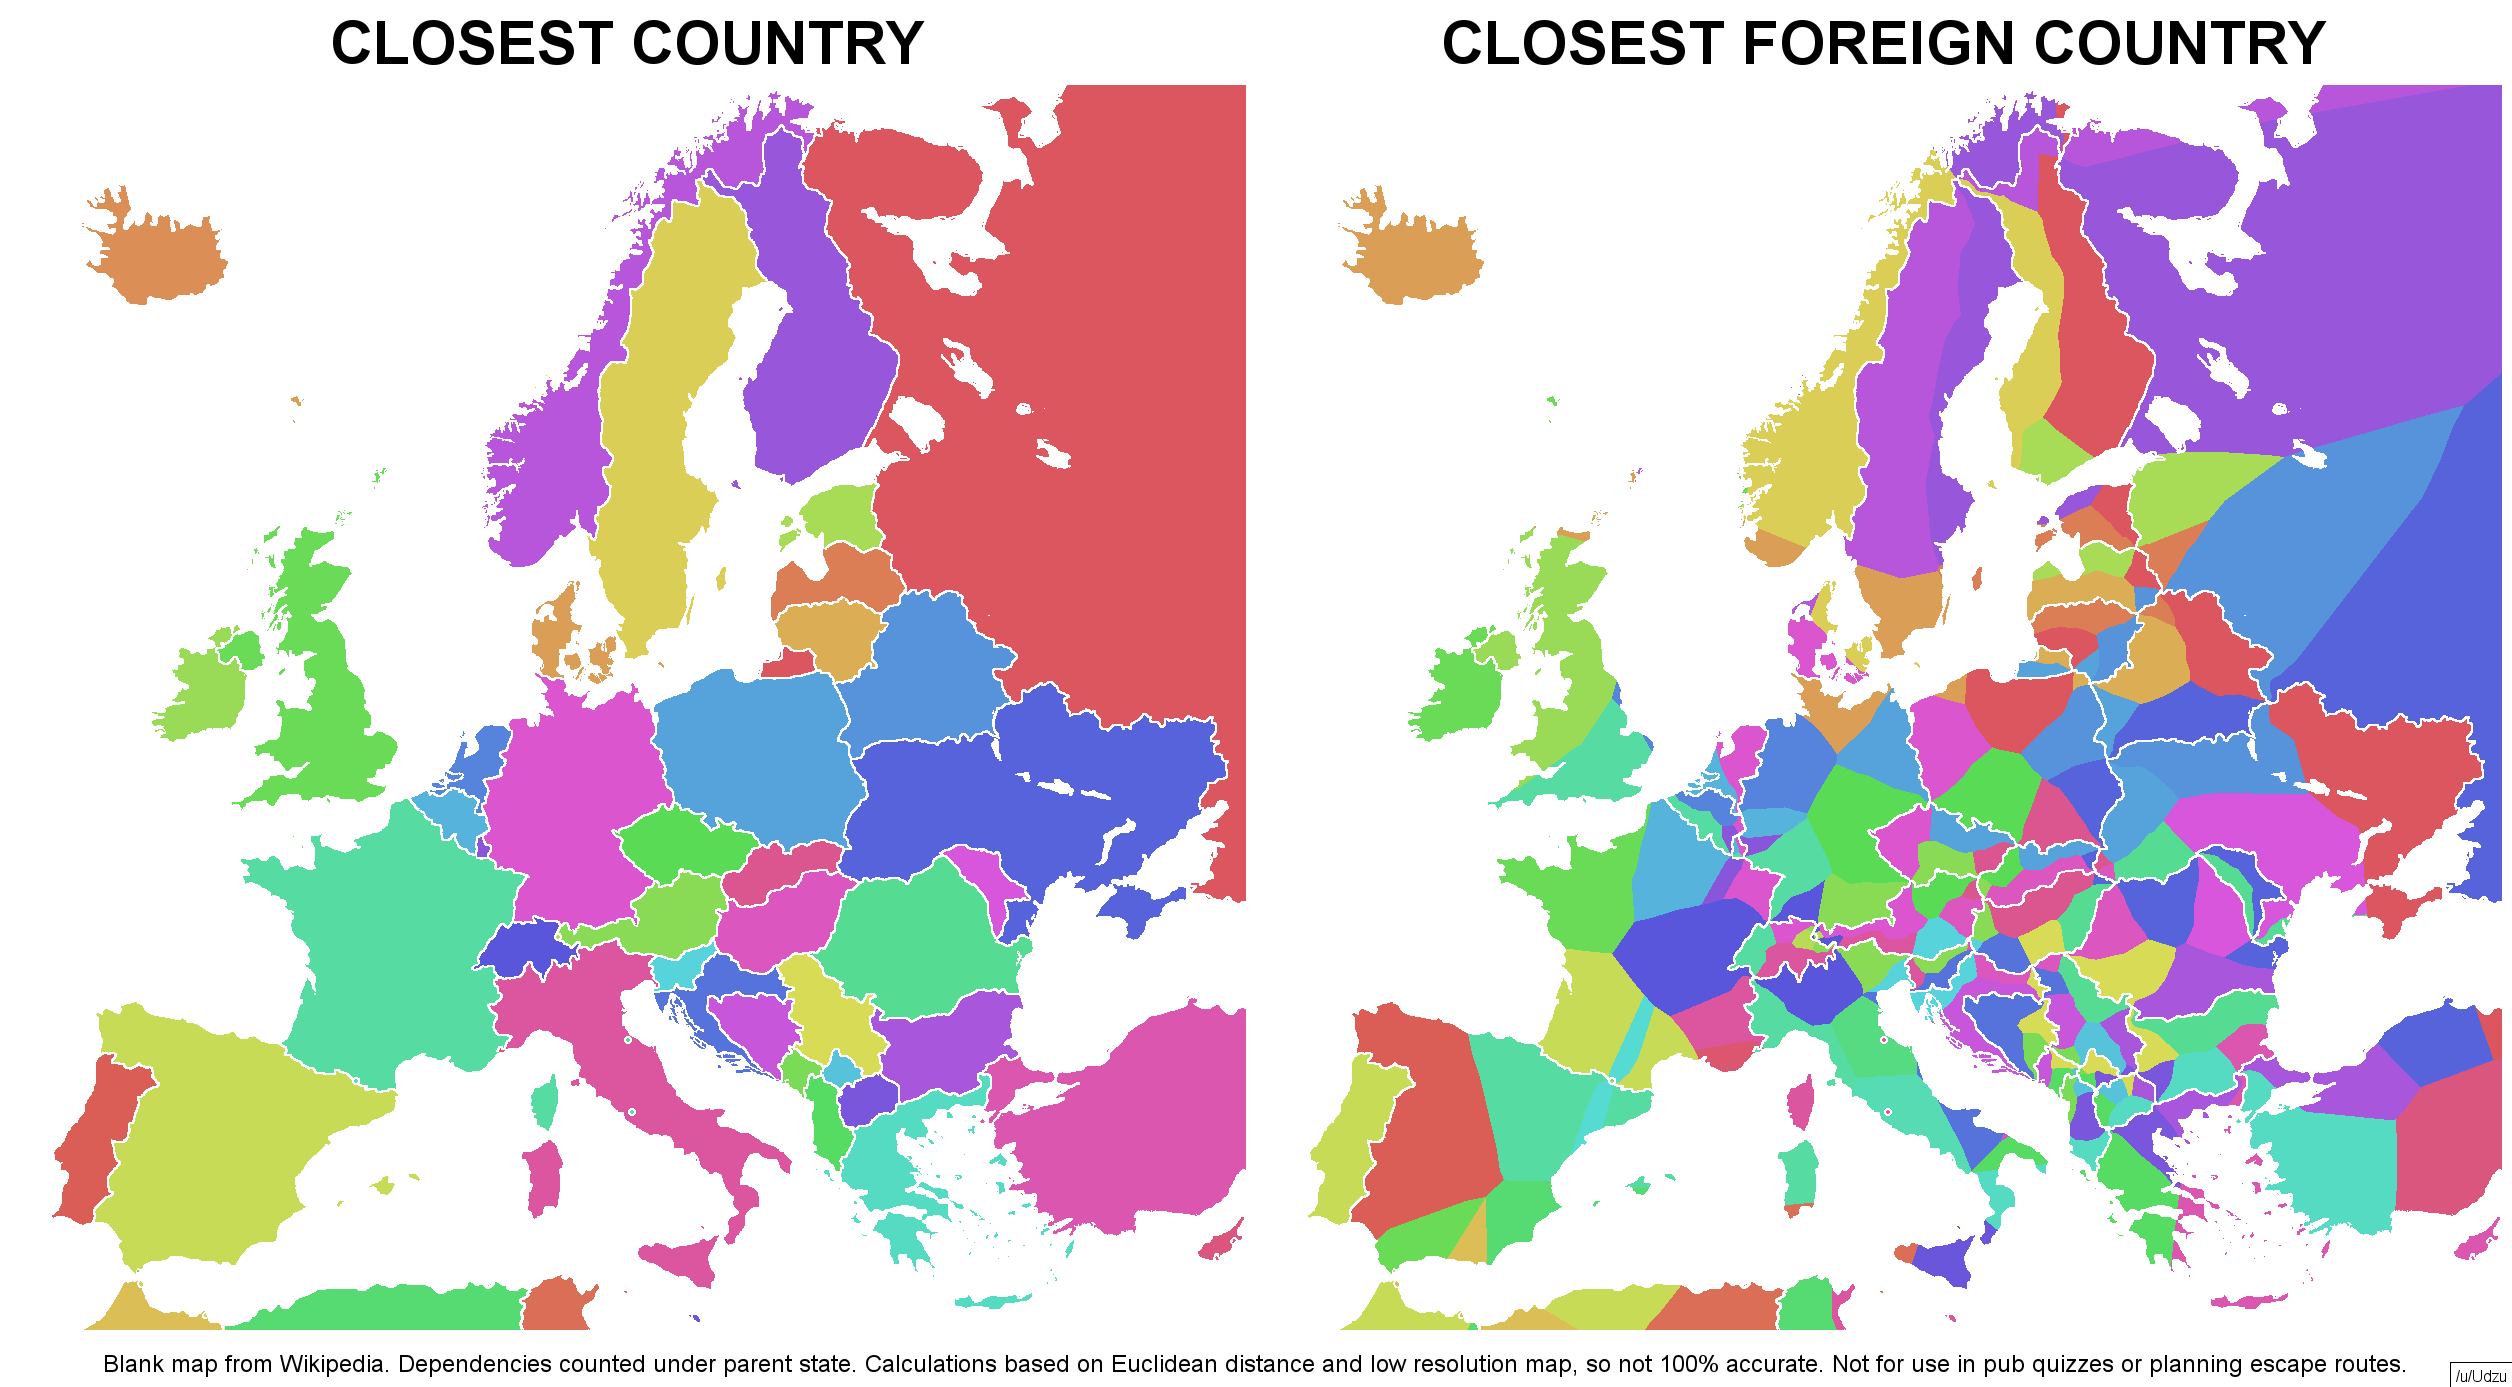 CLOSEST COUNTRY
CLOSEST FOREIGN COUNTRY
Blank map from Wikipedia. Dependencies counted under parent state. Calculations based on Euclidean distance and low resolution map, so not 100% accurate. Not for use in pub quizzes or planning escape routes.
/u/Udzu